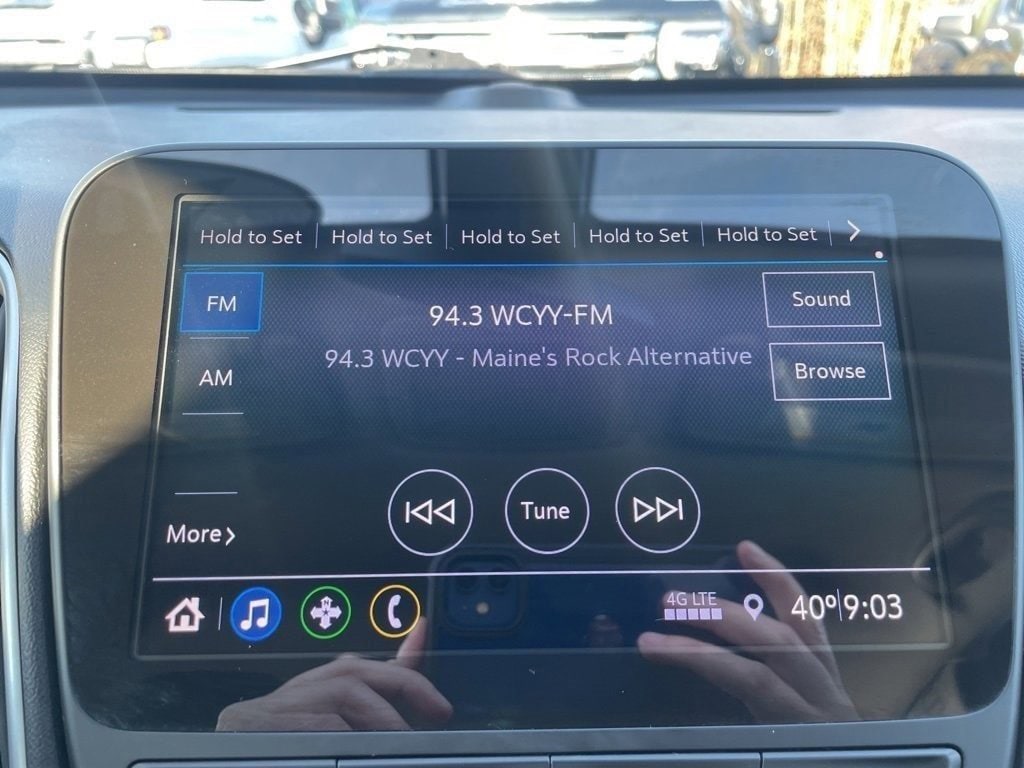 Hold to Set Hold to Set Hold to Set Hold to Set Hold to Set
FM
94.3 WCYY-FM
Sound
94.3 WCYY - Maine's Rock Alternative
AM
Browse
Tune
More
4G LTE
40° 9:03